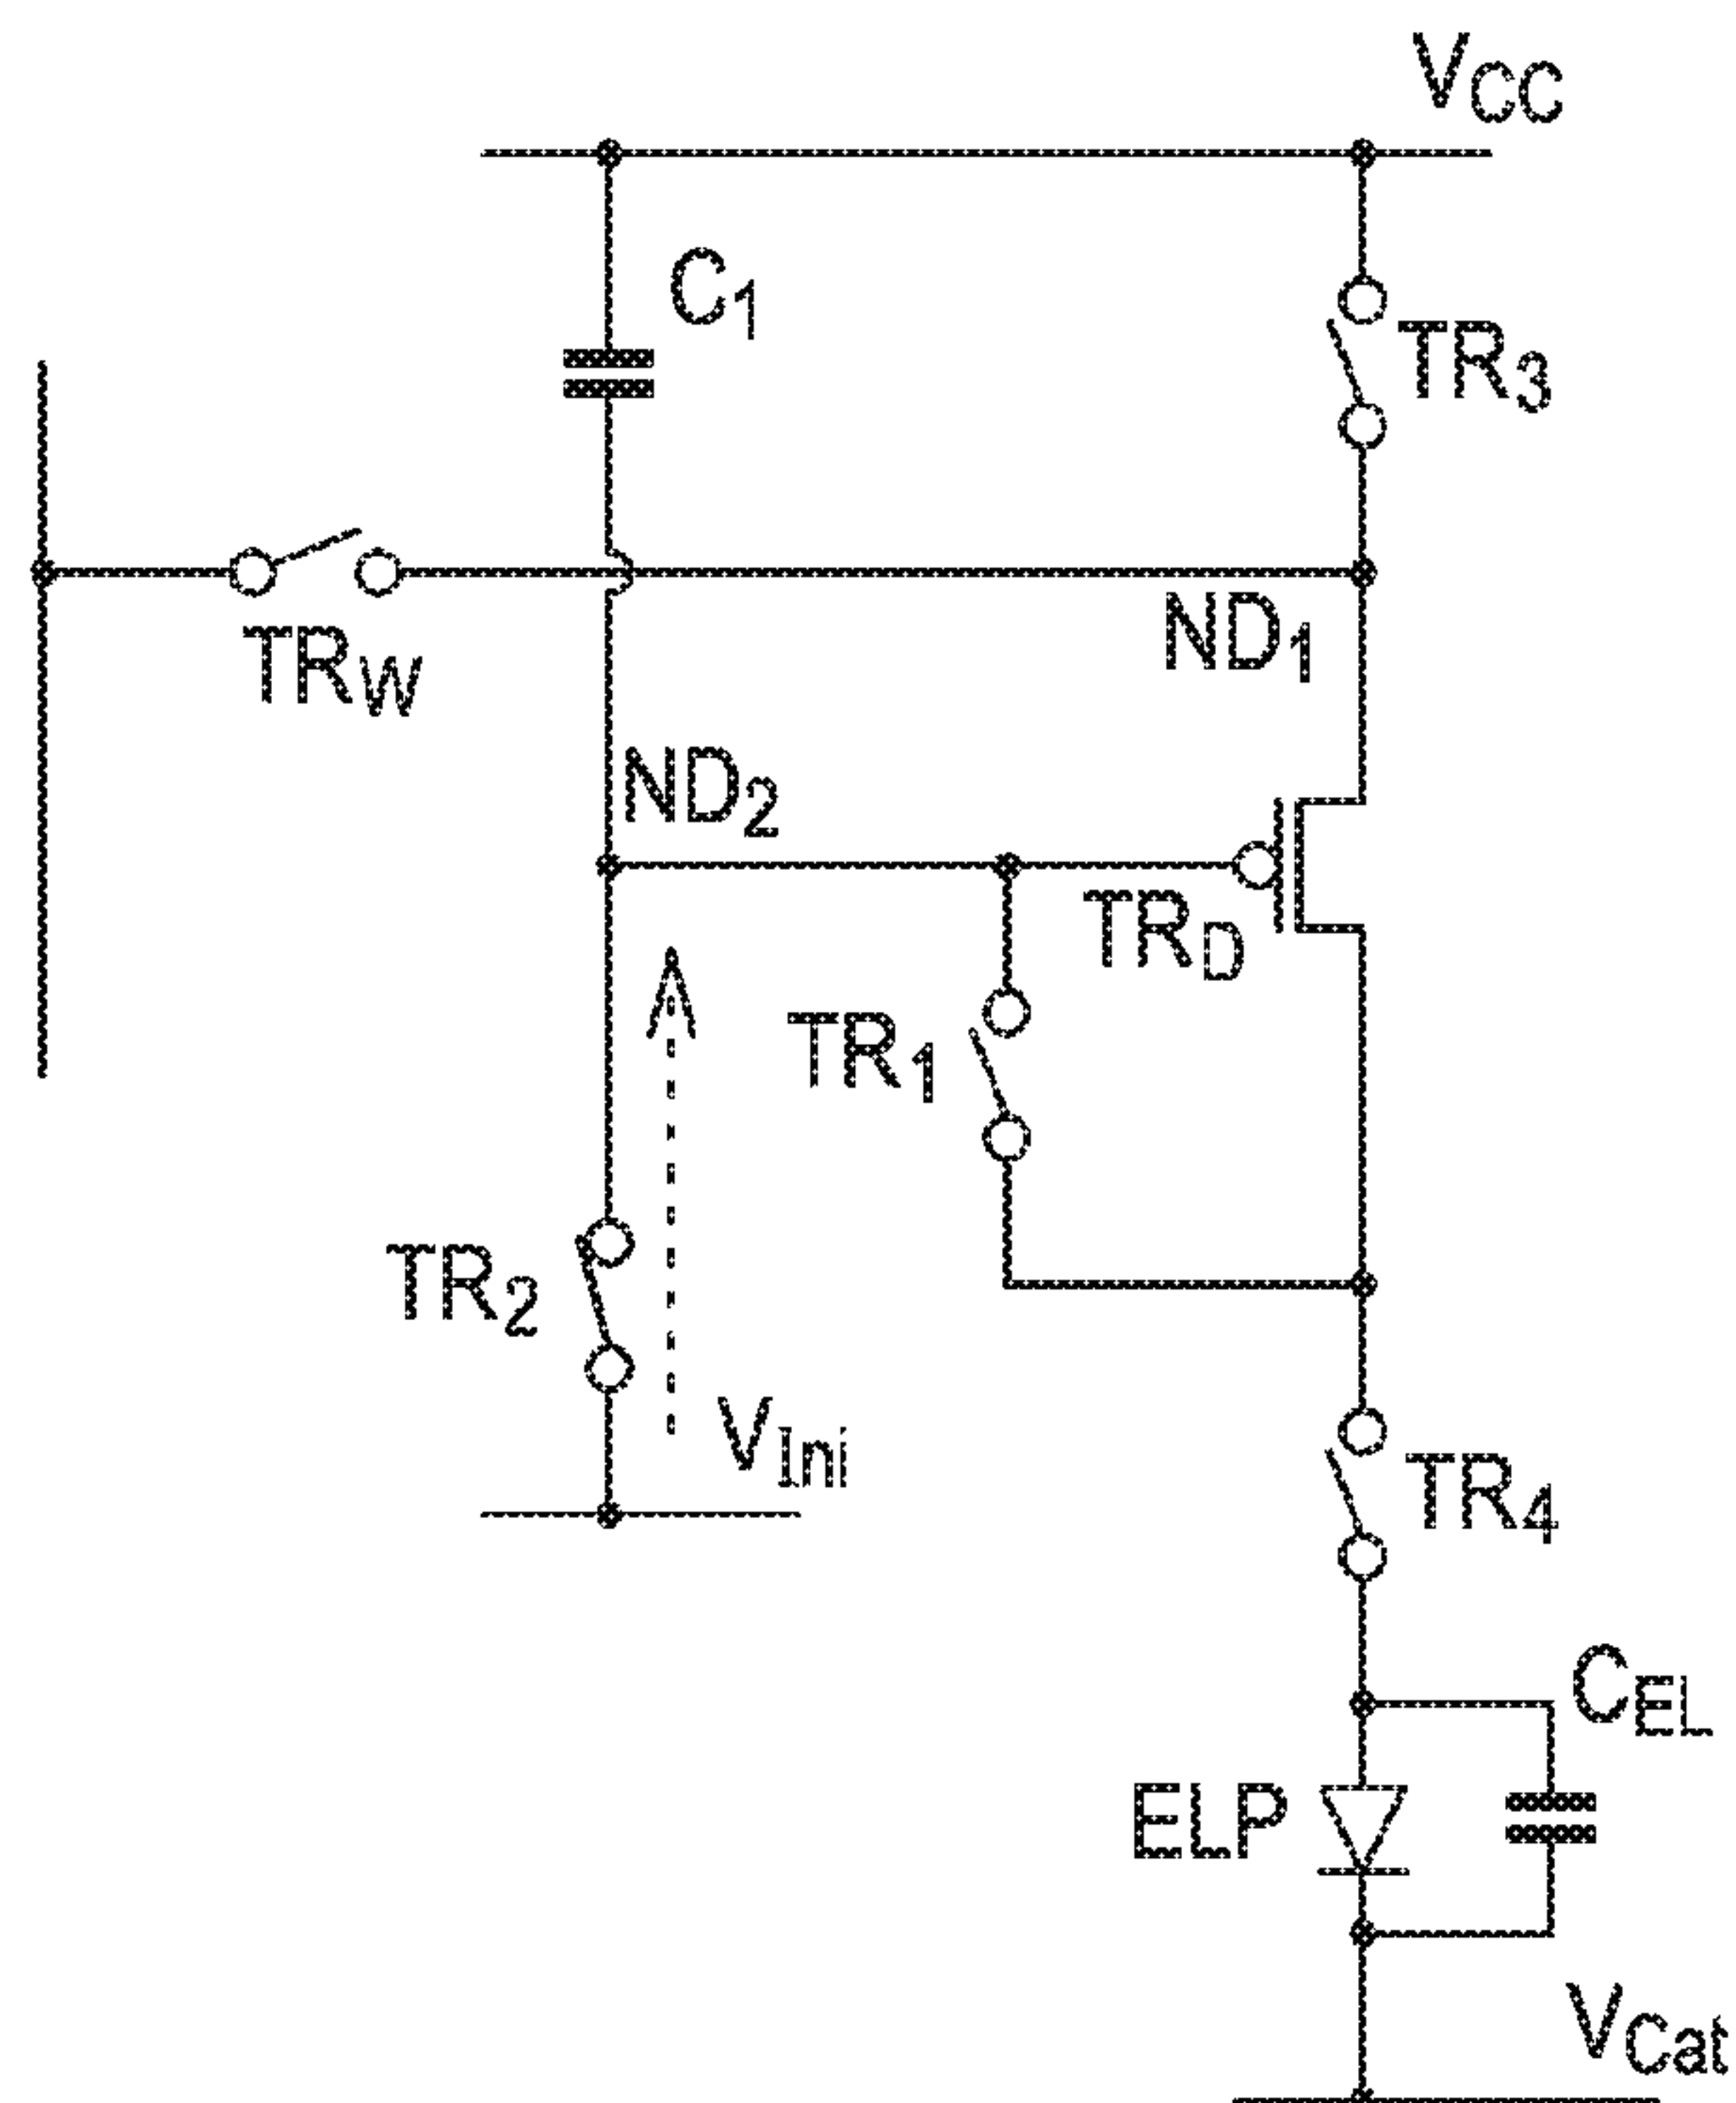 VCC
C1
TR3
TRW
ND1
ND2
TRD
TR1
TR2
VIni
TR4
CEL
ELP
VCat